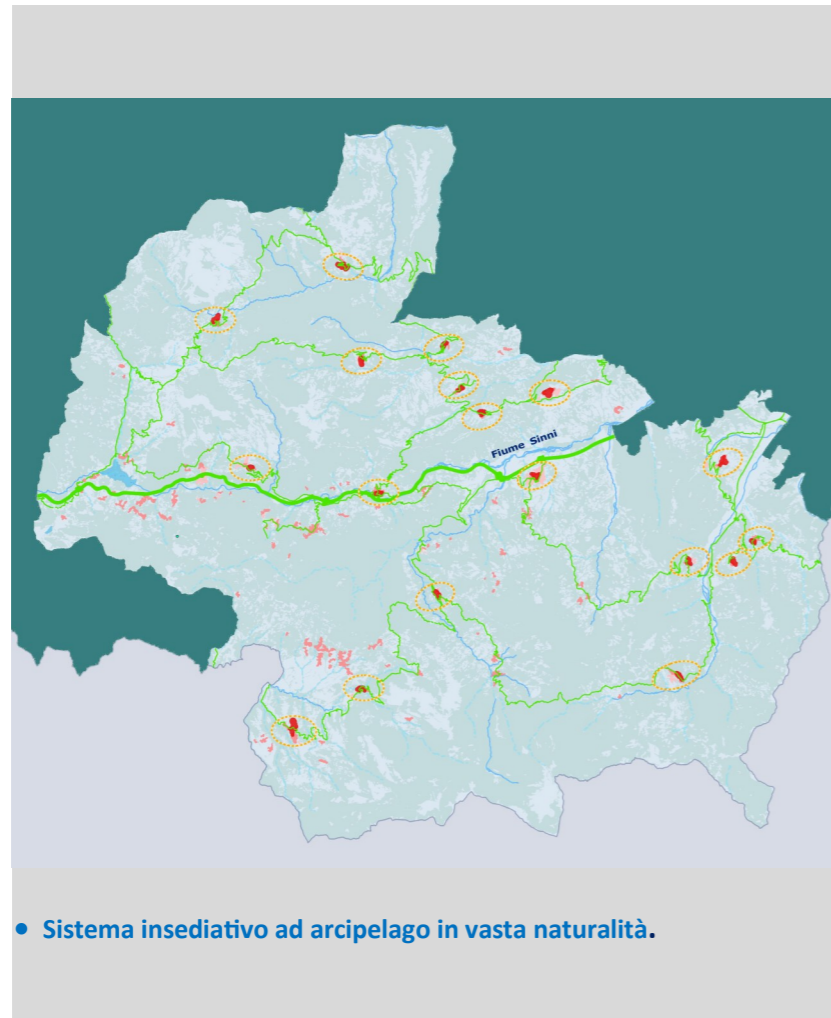 Fiume Sinni
• Sistema insediativo ad arcipelago in vasta naturalità.